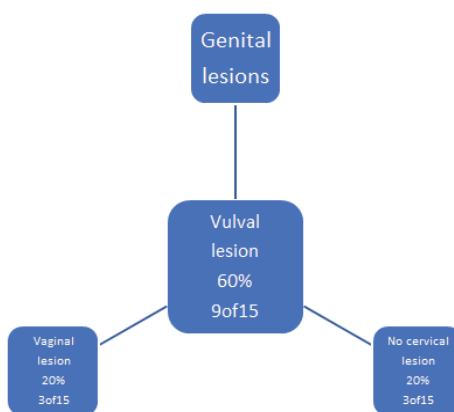 Genital
lesions
Vulval
lesion
60%
9of15
Vaginal
lesion
20%
3of15
No cervical
lesion
20%
3of15